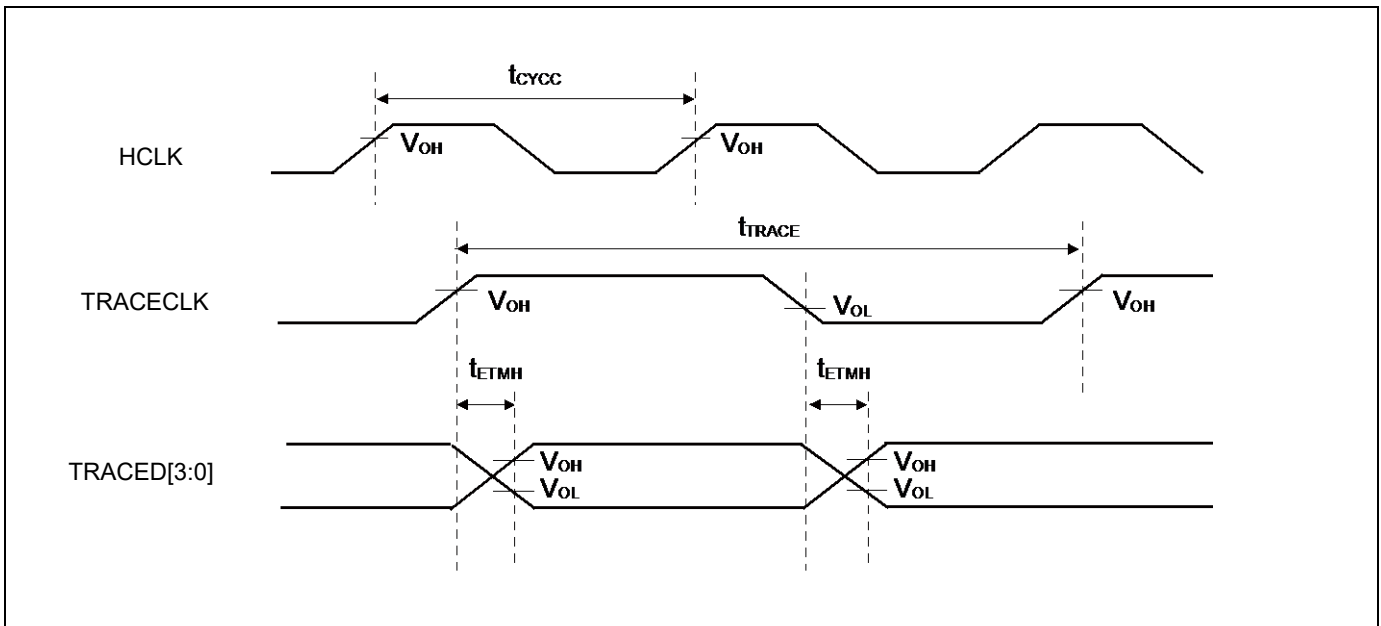 tCYCC
HCLK
VOH
VOH
tTRACE
TRACECLK
VOH
VOL
VOH
tETMH
tETMH
TRACED[3:0]
VOH
VOH
VOL
VOL